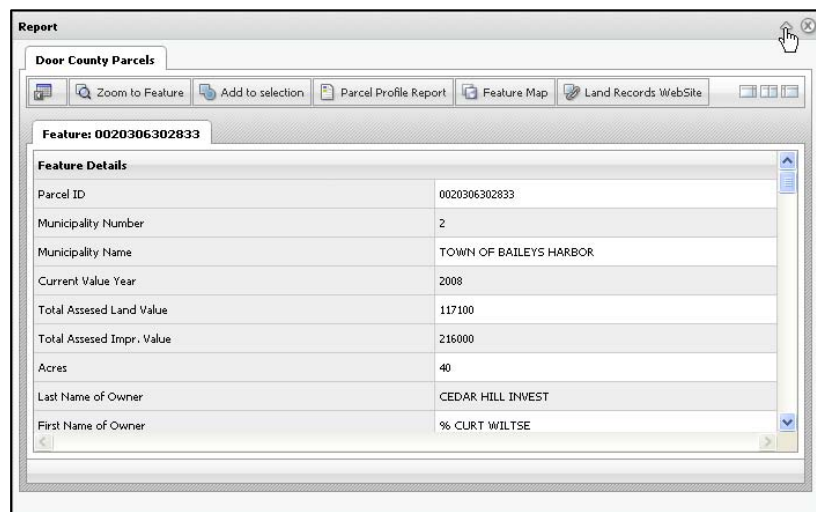 Report
Door County Parcels
Zoom to Feature Add to selection Parcel Profile Report Feature Map Land Records WebSite
Feature: 0020306302833
Feature Details
Parcel ID 0020306302833
Municipality Number 2
Municipality Name TOWN OF BAILEYS HARBOR
Current Value Year 2008
Total Assesed Land Value 117100
Total Assesed Impr. Value 216000
Acres 40
Last Name of Owner CEDAR HILL INVEST
First Name of Owner % CURT WILTSE